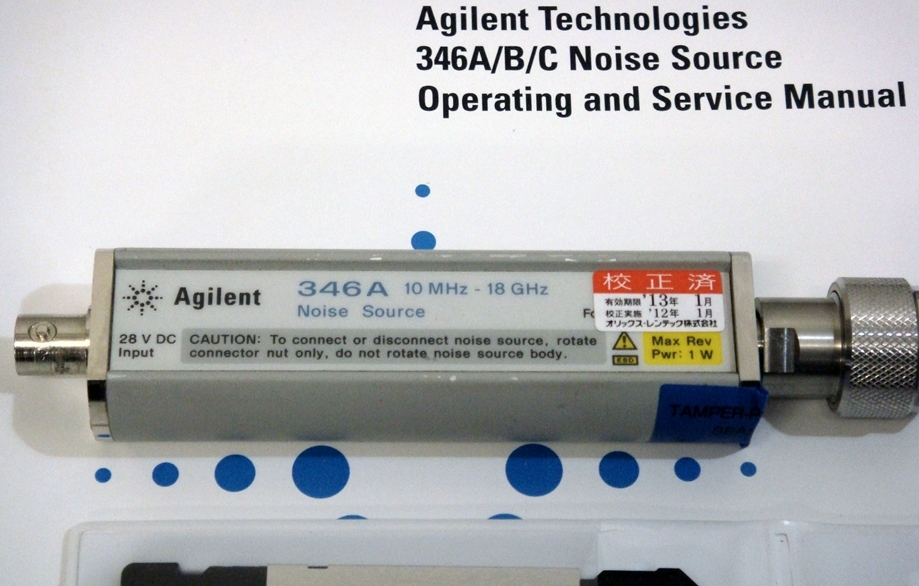 Agilent Technologies
346A/B/C Noise Source
Operating and Service Manual
Agilent
346A 10 MHz - 18 GHz
Noise Source
校正済
有効期限 '13年 1月
校正実施 '12年 1月
オリックス・レンテック株式会社
28 V DC
Input
CAUTION: To connect or disconnect noise source, rotate
connector nut only, do not rotate noise source body.
ESD
Max Rev
Pwr: 1 W